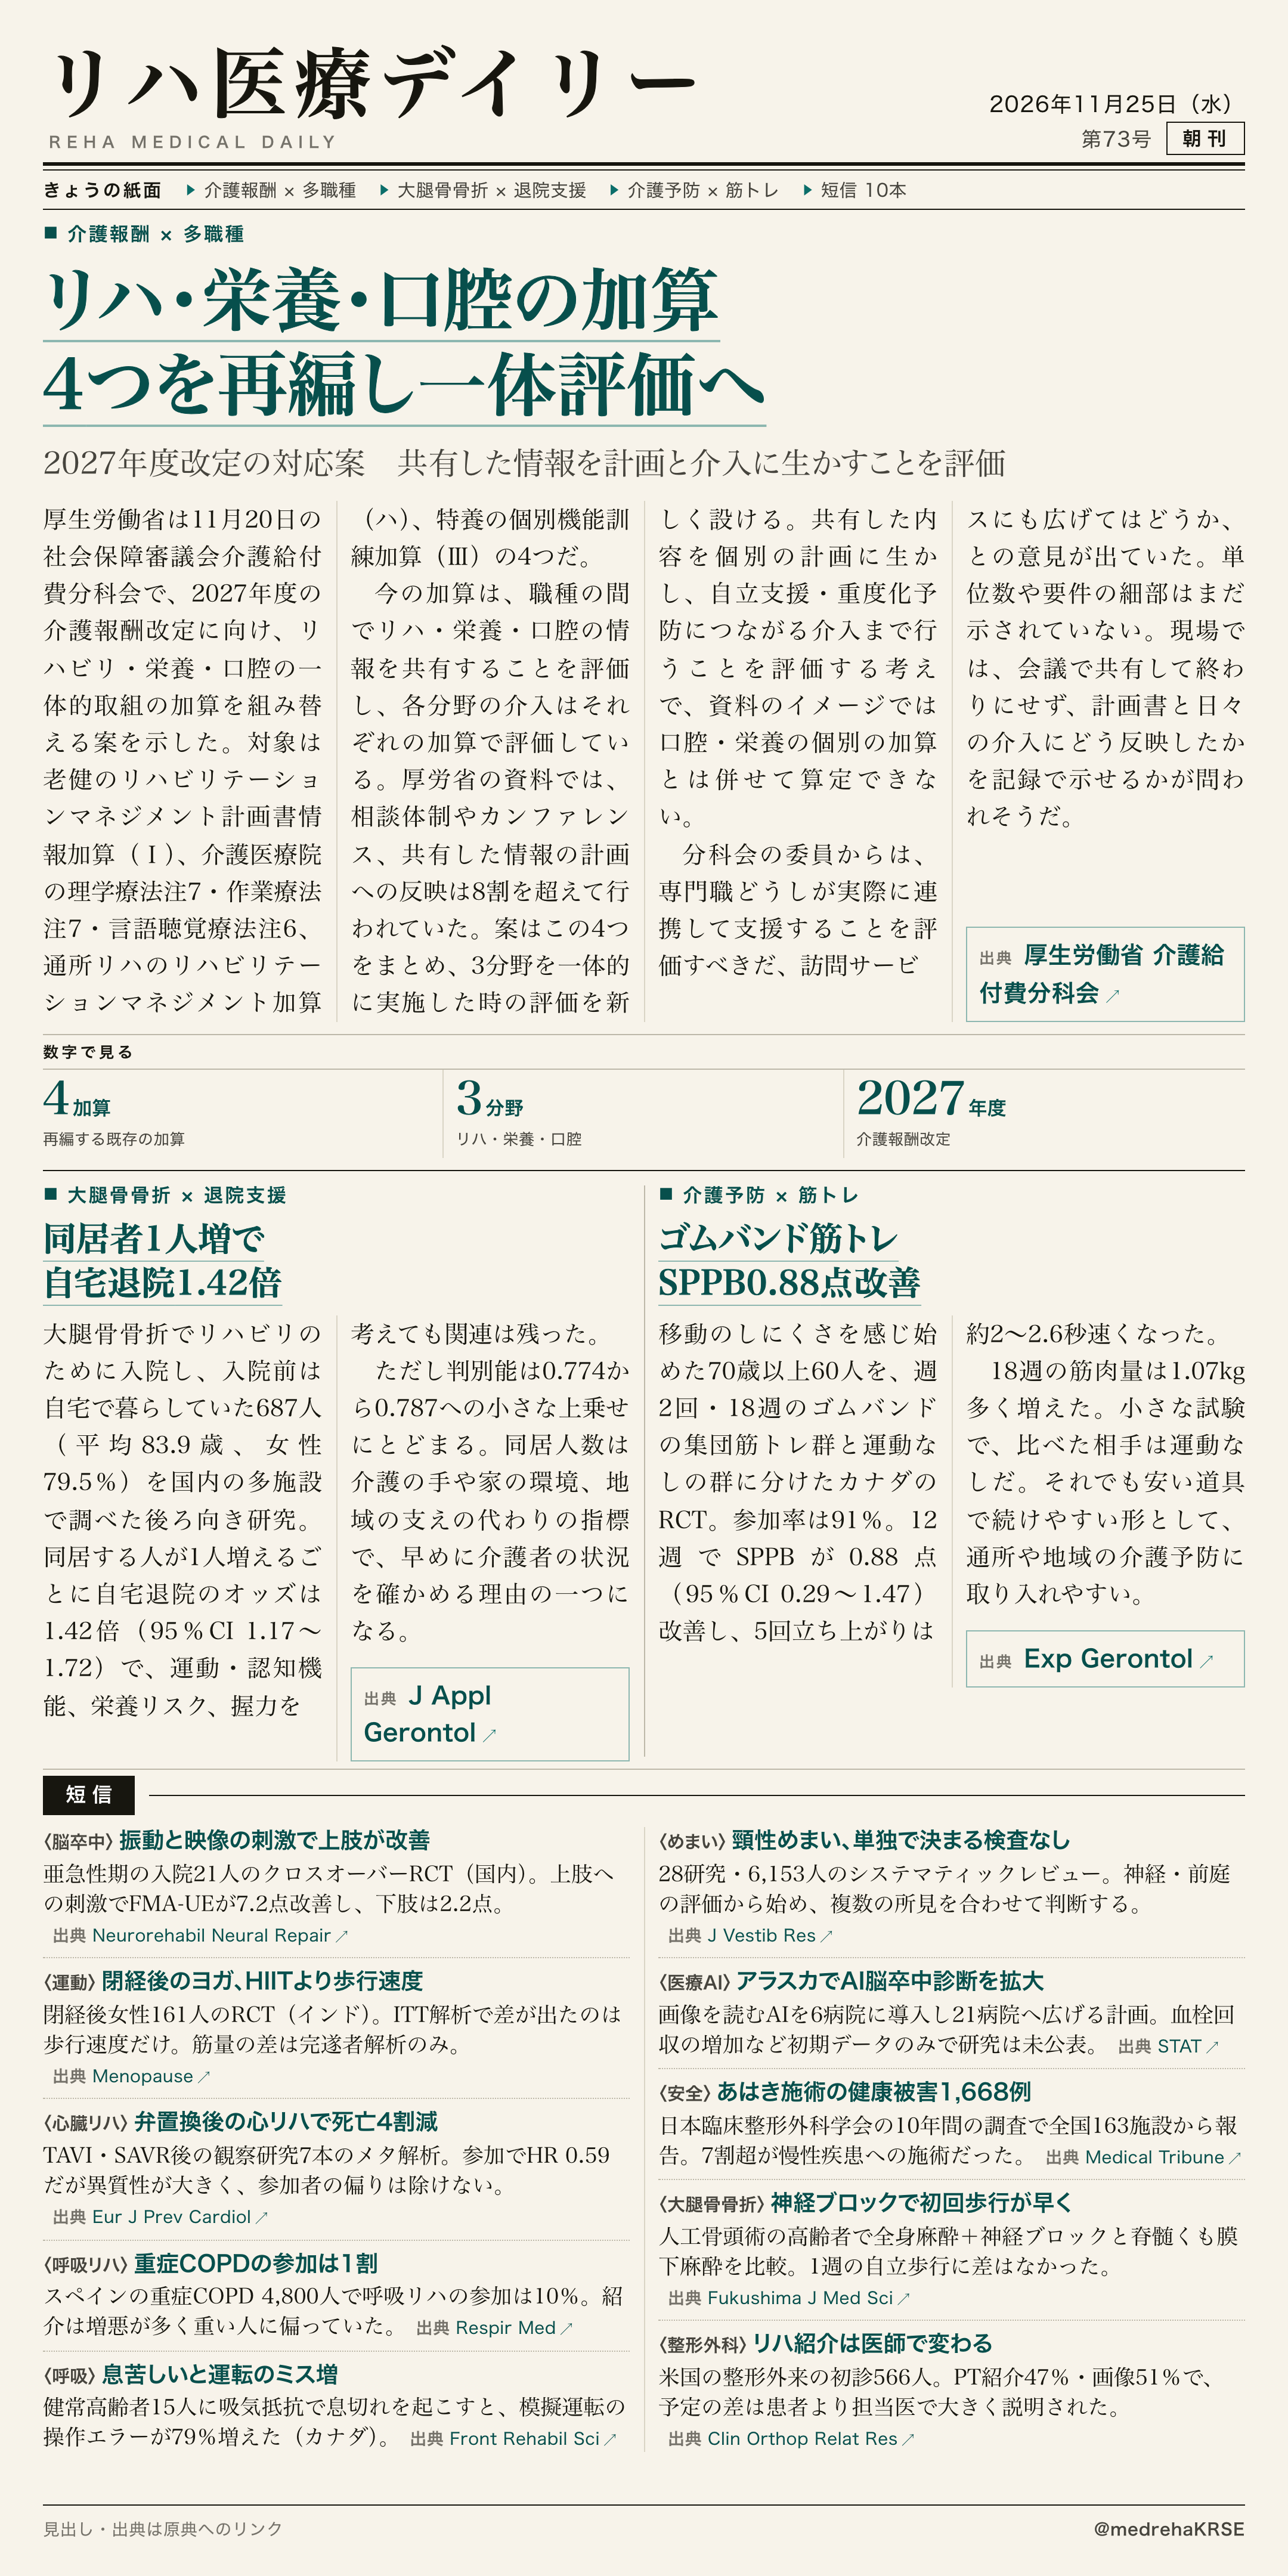 リハ医療デイリー
REHA MEDICAL DAILY
2026年11月25日（水）
第73号 朝刊
きょうの紙面 ▶ 介護報酬 × 多職種 ▶ 大腿骨骨折 × 退院支援 ▶ 介護予防 × 筋トレ ▶ 短信 10本
■ 介護報酬 × 多職種
リハ・栄養・口腔の加算
4つを再編し一体評価へ
2027年度改定の対応案　共有した情報を計画と介入に生かすことを評価
厚生労働省は11月20日の
社会保障審議会介護給付
費分科会で、2027年度の
介護報酬改定に向け、リ
ハビリ・栄養・口腔の一
体的取組の加算を組み替
える案を示した。対象は
老健のリハビリテーショ
ンマネジメント計画書情
報加算（Ⅰ）、介護医療院
の理学療法注7・作業療法
注7・言語聴覚療法注6、
通所リハのリハビリテー
ションマネジメント加算
（ハ）、特養の個別機能訓
練加算（Ⅲ）の4つだ。
今の加算は、職種の間
でリハ・栄養・口腔の情
報を共有することを評価
し、各分野の介入はそれ
ぞれの加算で評価してい
る。厚労省の資料では、
相談体制やカンファレン
ス、共有した情報の計画
への反映は8割を超えて行
われていた。案はこの4つ
をまとめ、3分野を一体的
に実施した時の評価を新
しく設ける。共有した内
容を個別の計画に生か
し、自立支援・重度化予
防につながる介入まで行
うことを評価する考え
で、資料のイメージでは
口腔・栄養の個別の加算
とは併せて算定できな
い。
分科会の委員からは、
専門職どうしが実際に連
携して支援することを評
価すべきだ、訪問サービ
スにも広げてはどうか、
との意見が出ていた。単
位数や要件の細部はまだ
示されていない。現場で
は、会議で共有して終わ
りにせず、計画書と日々
の介入にどう反映したか
を記録で示せるかが問わ
れそうだ。
出典 厚生労働省 介護給
付費分科会↗
数字で見る
4加算
再編する既存の加算
3分野
リハ・栄養・口腔
2027年度
介護報酬改定
■ 大腿骨骨折 × 退院支援
同居者1人増で
自宅退院1.42倍
大腿骨骨折でリハビリの
ために入院し、入院前は
自宅で暮らしていた687人
（平均83.9歳、女性
79.5％）を国内の多施設
で調べた後ろ向き研究。
同居する人が1人増えるご
とに自宅退院のオッズは
1.42倍（95％CI 1.17〜
1.72）で、運動・認知機
能、栄養リスク、握力を
考えても関連は残った。
ただし判別能は0.774か
ら0.787への小さな上乗せ
にとどまる。同居人数は
介護の手や家の環境、地
域の支えの代わりの指標
で、早めに介護者の状況
を確かめる理由の一つに
なる。
出典 J Appl
Gerontol↗
■ 介護予防 × 筋トレ
ゴムバンド筋トレ
SPPB0.88点改善
移動のしにくさを感じ始
めた70歳以上60人を、週
2回・18週のゴムバンド
の集団筋トレ群と運動な
しの群に分けたカナダの
RCT。参加率は91％。12
週でSPPBが0.88点
（95％CI 0.29〜1.47）
改善し、5回立ち上がりは
約2〜2.6秒速くなった。
18週の筋肉量は1.07kg
多く増えた。小さな試験
で、比べた相手は運動な
しだ。それでも安い道具
で続けやすい形として、
通所や地域の介護予防に
取り入れやすい。
出典 Exp Gerontol↗
短信
〈脳卒中〉振動と映像の刺激で上肢が改善
亜急性期の入院21人のクロスオーバーRCT（国内）。上肢へ
の刺激でFMA-UEが7.2点改善し、下肢は2.2点。
出典 Neurorehabil Neural Repair↗
〈運動〉閉経後のヨガ、HIITより歩行速度
閉経後女性161人のRCT（インド）。ITT解析で差が出たのは
歩行速度だけ。筋量の差は完遂者解析のみ。
出典 Menopause↗
〈心臓リハ〉弁置換後の心リハで死亡4割減
TAVI・SAVR後の観察研究7本のメタ解析。参加でHR 0.59
だが異質性が大きく、参加者の偏りは除けない。
出典 Eur J Prev Cardiol↗
〈呼吸リハ〉重症COPDの参加は1割
スペインの重症COPD 4,800人で呼吸リハの参加は10％。紹
介は増悪が多く重い人に偏っていた。 出典 Respir Med↗
〈呼吸〉息苦しいと運転のミス増
健常高齢者15人に吸気抵抗で息切れを起こすと、模擬運転の
操作エラーが79％増えた（カナダ）。 出典 Front Rehabil Sci↗
〈めまい〉頸性めまい、単独で決まる検査なし
28研究・6,153人のシステマティックレビュー。神経・前庭
の評価から始め、複数の所見を合わせて判断する。
出典 J Vestib Res↗
〈医療AI〉アラスカでAI脳卒中診断を拡大
画像を読むAIを6病院に導入し21病院へ広げる計画。血栓回
収の増加など初期データのみで研究は未公表。 出典 STAT↗
〈安全〉あはき施術の健康被害1,668例
日本臨床整形外科学会の10年間の調査で全国163施設から報
告。7割超が慢性疾患への施術だった。 出典 Medical Tribune↗
〈大腿骨骨折〉神経ブロックで初回歩行が早く
人工骨頭術の高齢者で全身麻酔＋神経ブロックと脊髄くも膜
下麻酔を比較。1週の自立歩行に差はなかった。
出典 Fukushima J Med Sci↗
〈整形外科〉リハ紹介は医師で変わる
米国の整形外来の初診566人。PT紹介47％・画像51％で、
予定の差は患者より担当医で大きく説明された。
出典 Clin Orthop Relat Res↗
見出し・出典は原典へのリンク
@medrehaKRSE